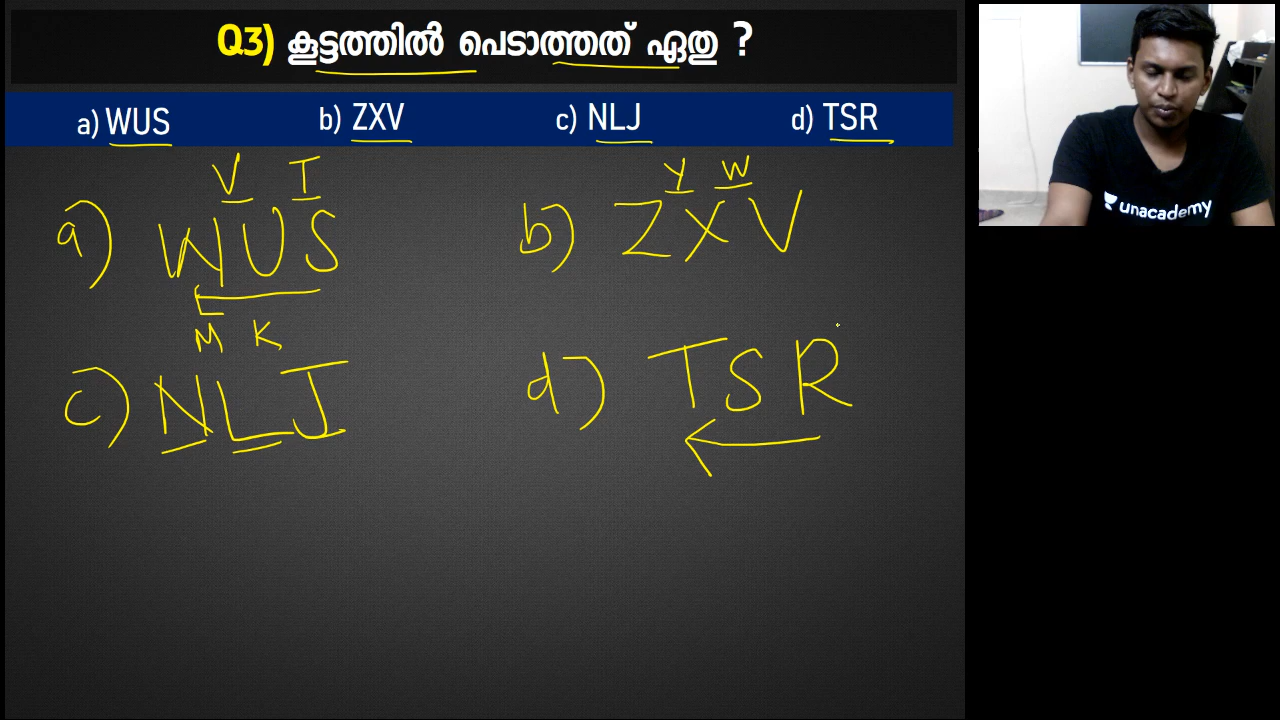 Q3) കൂട്ടത്തിൽ പെടാത്തത് ഏതു ?
a) WUS b) ZXV c) NLJ d) TSR
V T
a) WUS
Y W
b) ZXV
M K
c) NLJ
d) TSR
unacademy